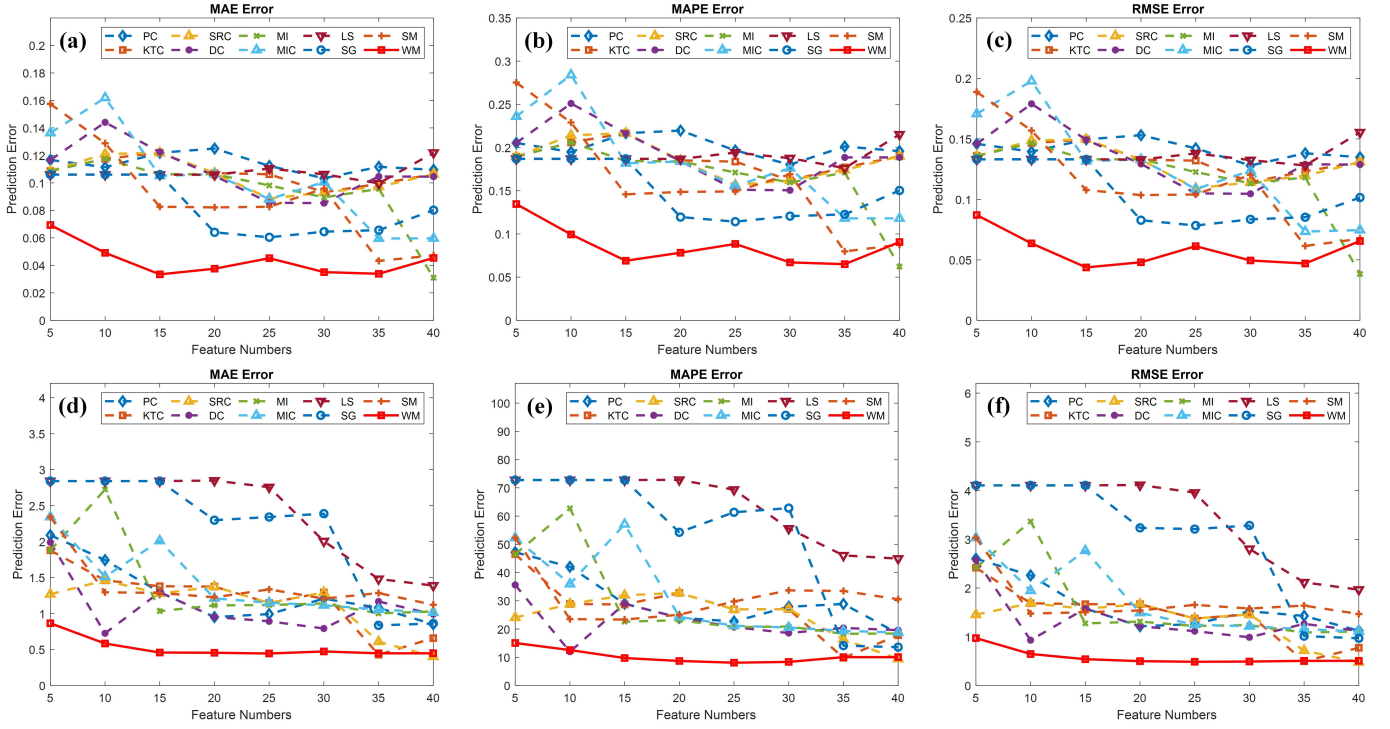 MAE Error
MAPE Error
RMSE Error
(a)
PC SRC MI LS SM
KTC DC MIC SG WM
0.2
0.18
0.16
0.14
0.12
0.1
0.08
0.06
0.04
0.02
0
Prediction Error
5 10 15 20 25 30 35 40
Feature Numbers
(b)
PC SRC MI LS SM
KTC DC MIC SG WM
0.35
0.3
0.25
0.2
0.15
0.1
0.05
0
Prediction Error
5 10 15 20 25 30 35 40
Feature Numbers
(c)
PC SRC MI LS SM
KTC DC MIC SG WM
0.25
0.2
0.15
0.1
0.05
0
Prediction Error
5 10 15 20 25 30 35 40
Feature Numbers
MAE Error
MAPE Error
RMSE Error
(d)
PC SRC MI LS SM
KTC DC MIC SG WM
4
3.5
3
2.5
2
1.5
1
0.5
0
Prediction Error
5 10 15 20 25 30 35 40
Feature Numbers
(e)
PC SRC MI LS SM
KTC DC MIC SG WM
100
90
80
70
60
50
40
30
20
10
0
Prediction Error
5 10 15 20 25 30 35 40
Feature Numbers
(f)
PC SRC MI LS SM
KTC DC MIC SG WM
6
5
4
3
2
1
0
Prediction Error
5 10 15 20 25 30 35 40
Feature Numbers